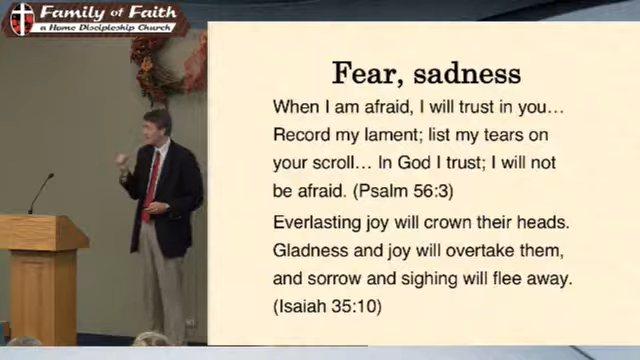 Family of Faith
a Home Discipleship Church
Fear, sadness
When I am afraid, I will trust in you…
Record my lament; list my tears on
your scroll… In God I trust; I will not
be afraid. (Psalm 56:3)
Everlasting joy will crown their heads.
Gladness and joy will overtake them,
and sorrow and sighing will flee away.
(Isaiah 35:10)